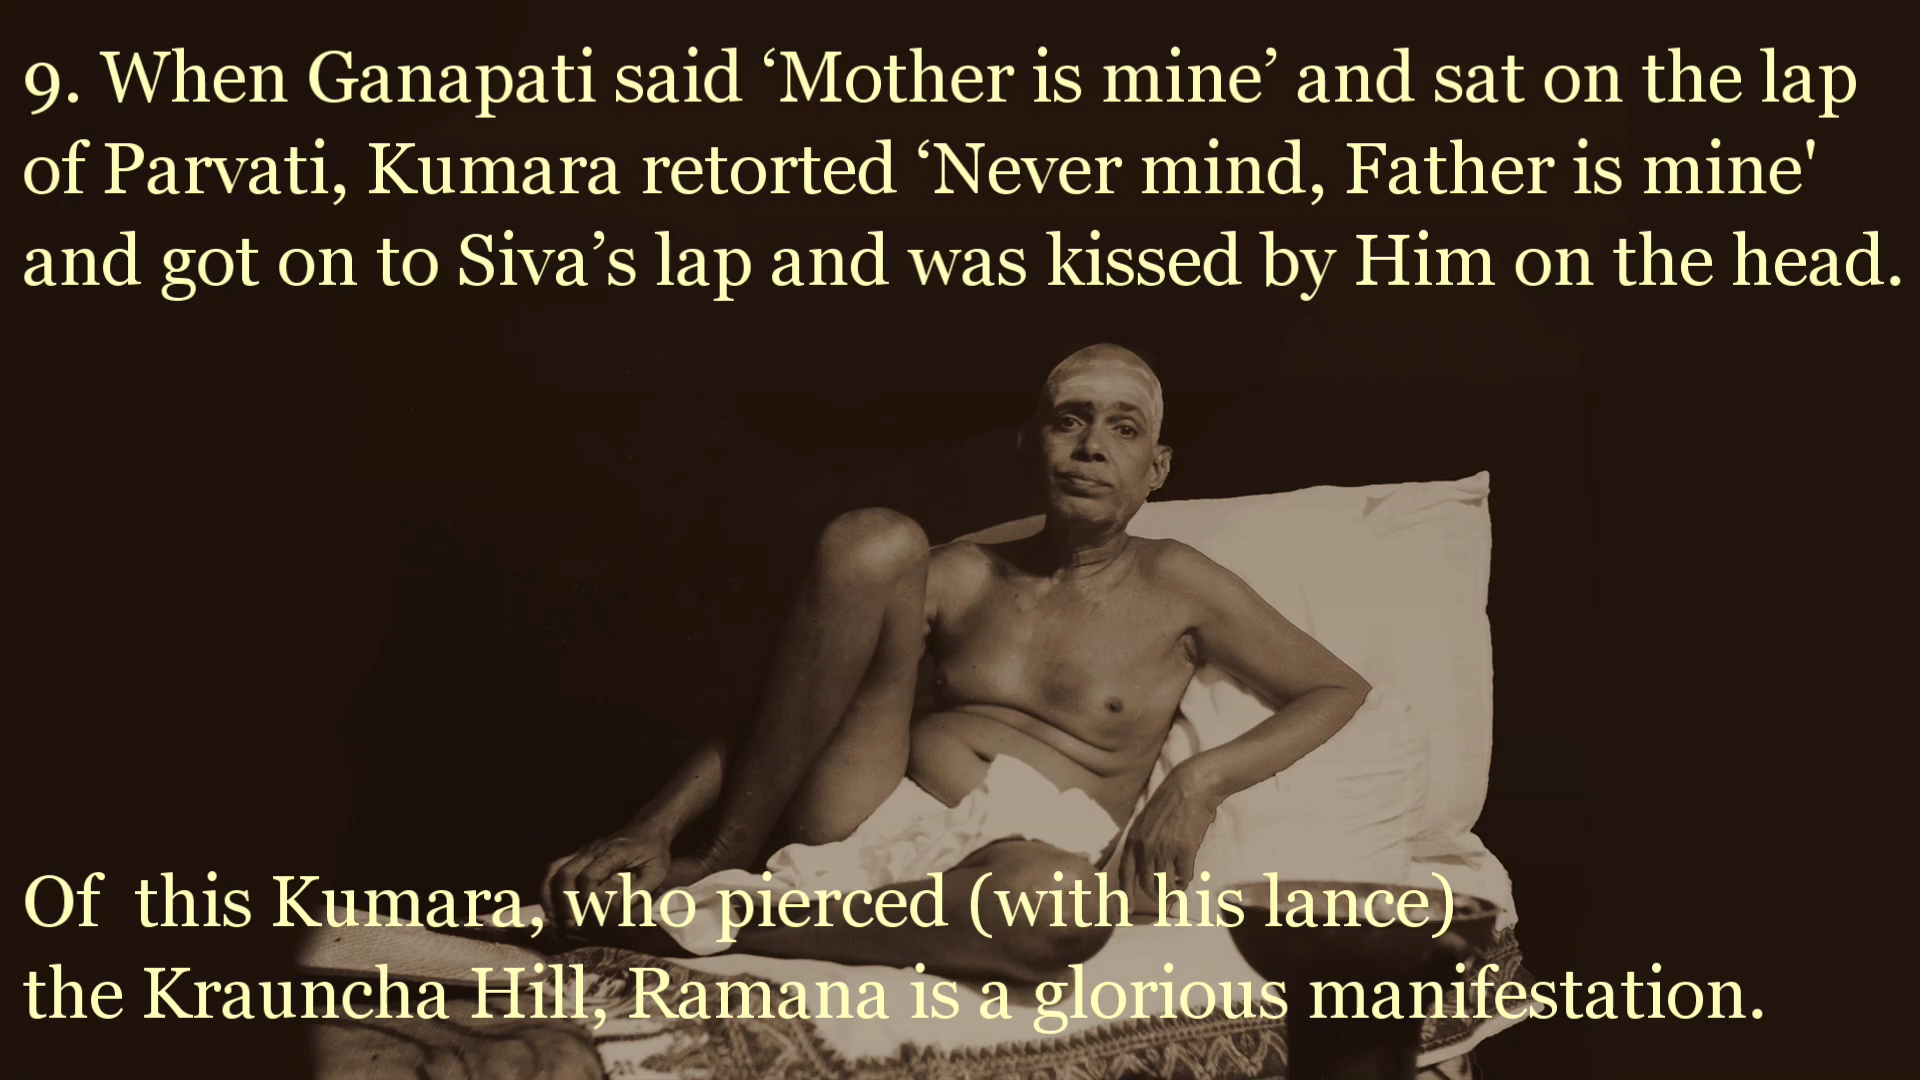 9. When Ganapati said ‘Mother is mine’ and sat on the lap
of Parvati, Kumara retorted ‘Never mind, Father is mine'
and got on to Siva’s lap and was kissed by Him on the head.
Of  this Kumara, who pierced (with his lance)
the Krauncha Hill, Ramana is a glorious manifestation.